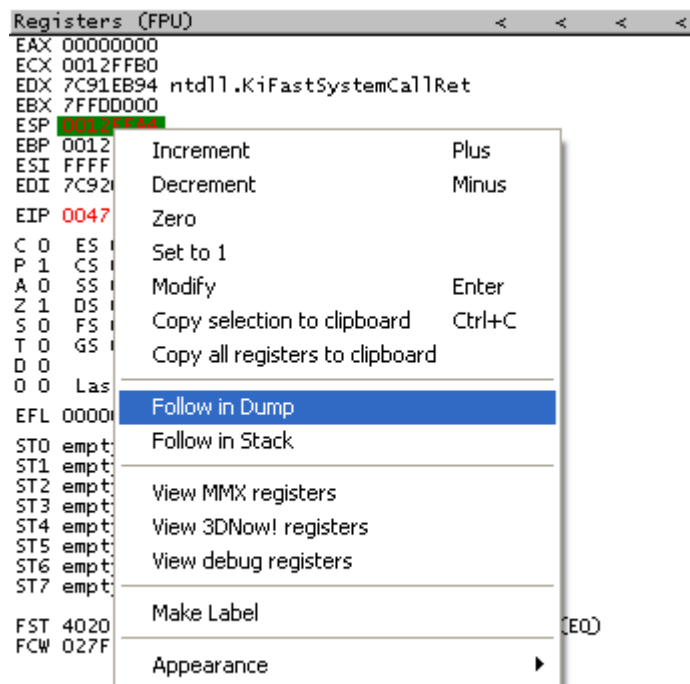 Registers (FPU) < < < <
EAX 00000000
ECX 0012FFB0
EDX 7C91EB94 ntdll.KiFastSystemCallRet
EBX 7FFDD000
ESP 0012FFA4
EBP 0012
ESI FFFF
EDI 7C92
EIP 0047
C 0 ES
P 1 CS
A 0 SS
Z 1 DS
S 0 FS
T 0 GS
D 0
O 0 Las
EFL 0000
ST0 empt
ST1 empt
ST2 empt
ST3 empt
ST4 empt
ST5 empt
ST6 empt
ST7 empt
FST 4020 (EQ)
FCW 027F
Increment Plus
Decrement Minus
Zero
Set to 1
Modify Enter
Copy selection to clipboard Ctrl+C
Copy all registers to clipboard
Follow in Dump
Follow in Stack
View MMX registers
View 3DNow! registers
View debug registers
Make Label
Appearance